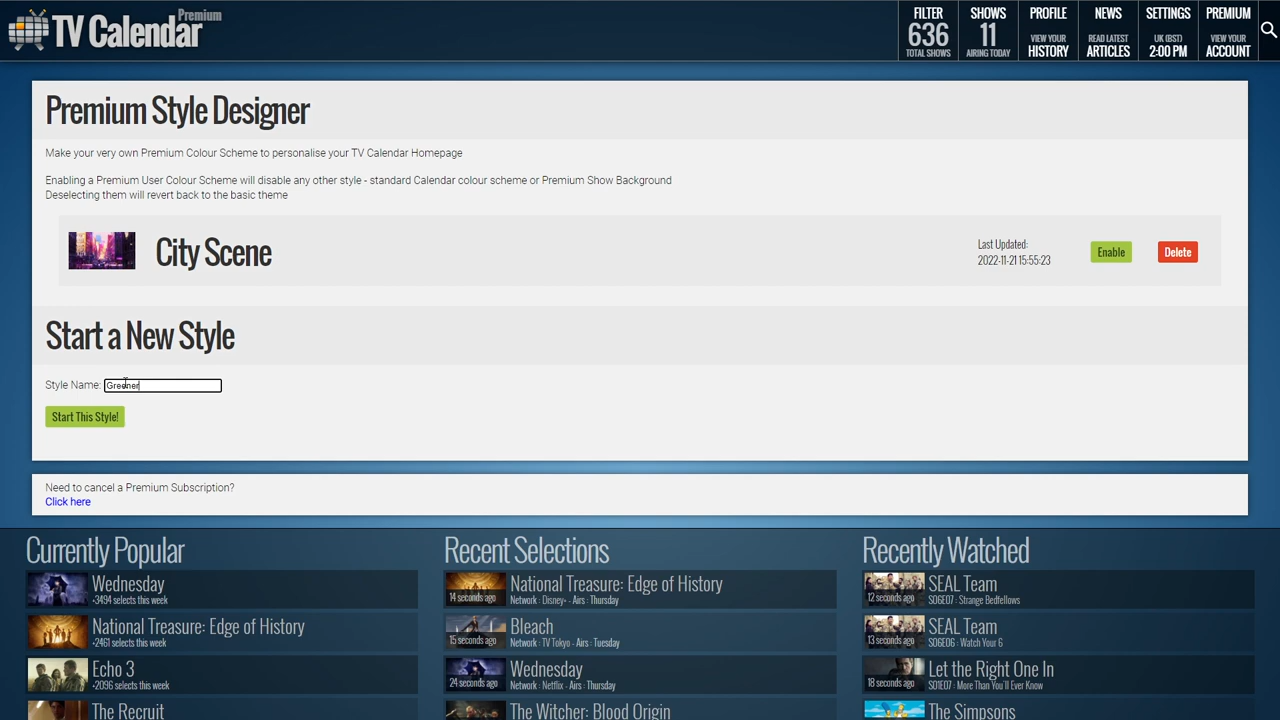 TV Calendar Premium
FILTER
636
TOTAL SHOWS
SHOWS
11
AIRING TODAY
PROFILE
VIEW YOUR
HISTORY
NEWS
READ LATEST
ARTICLES
SETTINGS
UK (BST)
2:00 PM
PREMIUM
VIEW YOUR
ACCOUNT
Premium Style Designer
Make your very own Premium Colour Scheme to personalise your TV Calendar Homepage
Enabling a Premium User Colour Scheme will disable any other style - standard Calendar colour scheme or Premium Show Background
Deselecting them will revert back to the basic theme
City Scene
Last Updated:
2022-11-21 15:55:23
Enable
Delete
Start a New Style
Style Name: Greener
Start This Style!
Need to cancel a Premium Subscription?
Click here
Currently Popular
Wednesday
+3494 selects this week
National Treasure: Edge of History
+2461 selects this week
Echo 3
+2096 selects this week
The Recruit
Recent Selections
14 seconds ago
National Treasure: Edge of History
Network : Disney+ - Airs : Thursday
15 seconds ago
Bleach
Network : TV Tokyo - Airs : Tuesday
24 seconds ago
Wednesday
Network : Netflix - Airs : Thursday
The Witcher: Blood Origin
Recently Watched
12 seconds ago
SEAL Team
S06E07 : Strange Bedfellows
13 seconds ago
SEAL Team
S06E06 : Watch Your 6
18 seconds ago
Let the Right One In
S01E07 : More Than You'll Ever Know
The Simpsons